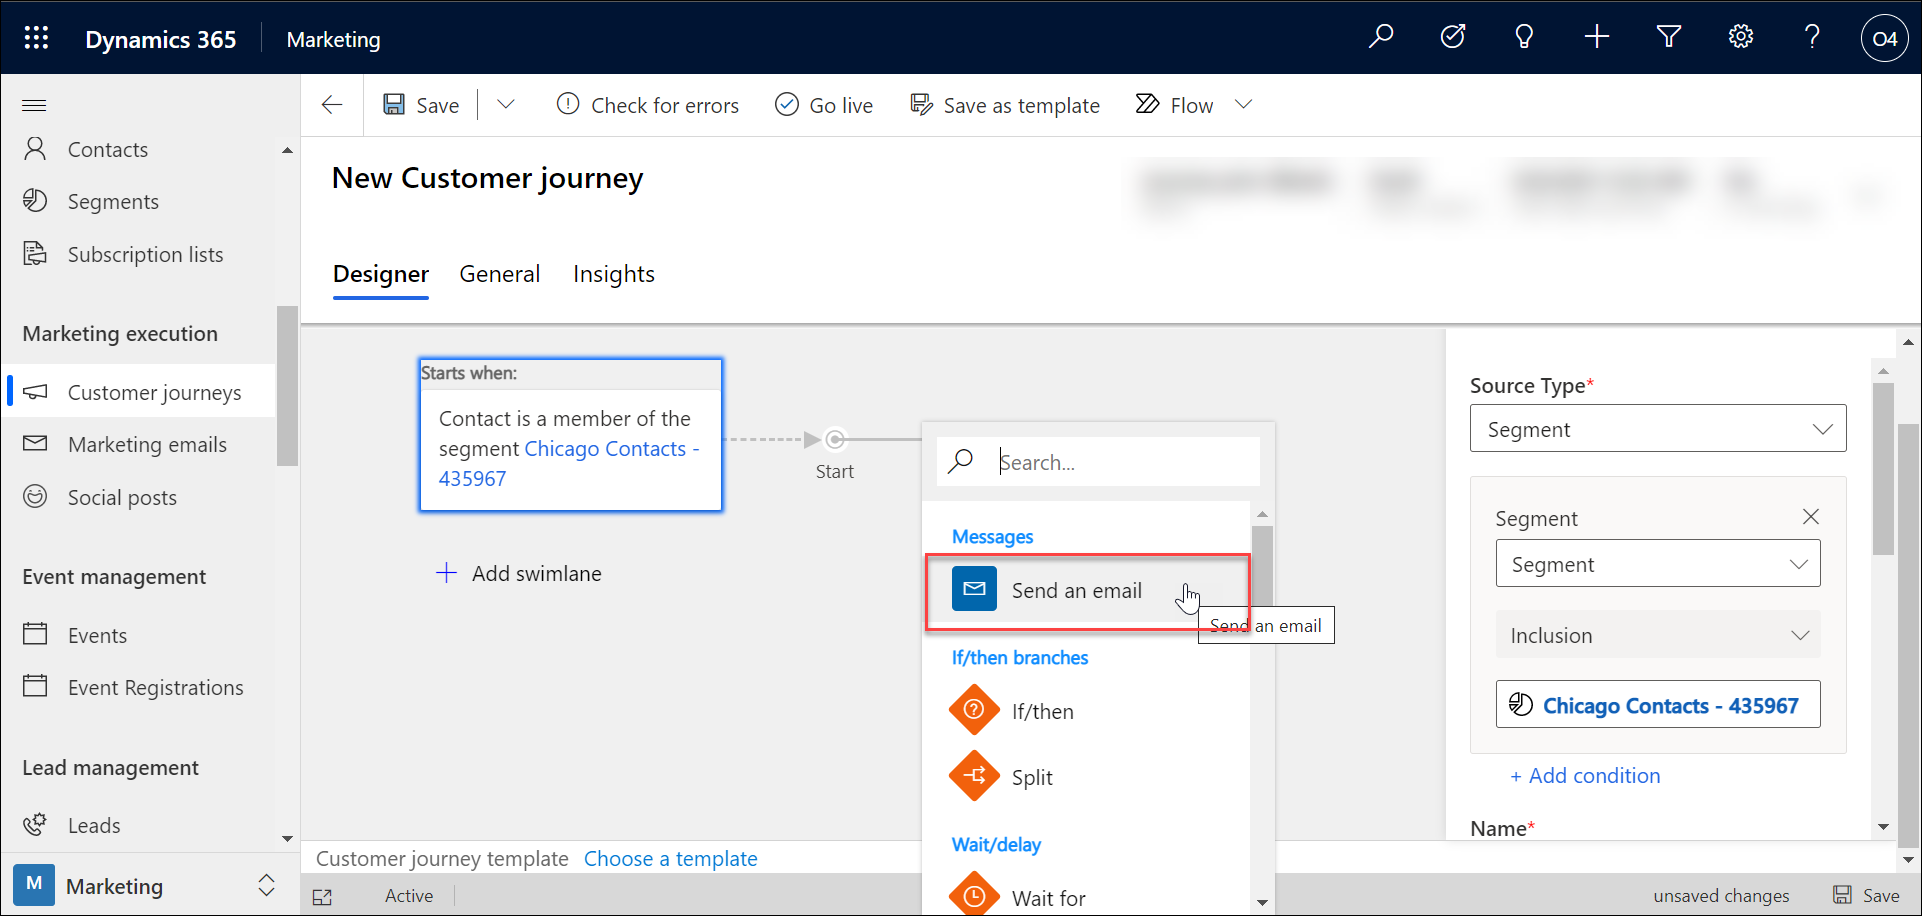 Dynamics 365
Marketing
O4
Save
Check for errors
Go live
Save as template
Flow
Contacts
Segments
Subscription lists
Marketing execution
Customer journeys
Marketing emails
Social posts
Event management
Events
Event Registrations
Lead management
Leads
M
Marketing
New Customer journey
Designer
General
Insights
Starts when:
Contact is a member of the
segment Chicago Contacts -
435967
Start
Add swimlane
Search...
Messages
Send an email
Send an email
If/then branches
If/then
Split
Wait/delay
Wait for
Source Type*
Segment
Segment
Segment
Inclusion
Chicago Contacts - 435967
+ Add condition
Name*
Customer journey template Choose a template
Active
unsaved changes
Save